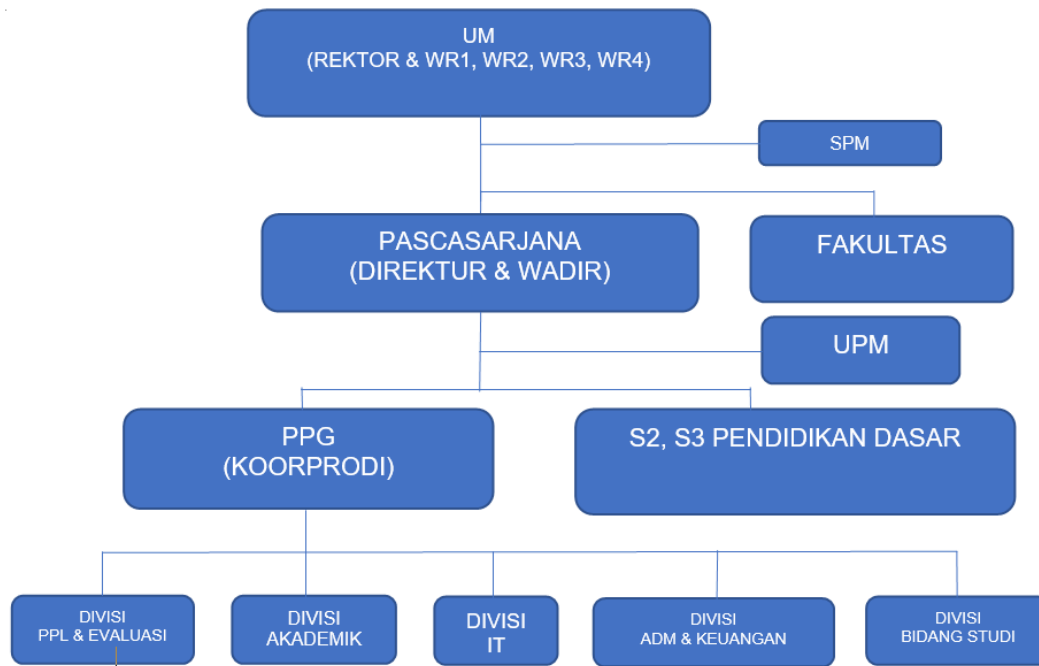 UM
(REKTOR & WR1, WR2, WR3, WR4)
SPM
PASCASARJANA
(DIREKTUR & WADIR)
FAKULTAS
UPM
PPG
(KOORPRODI)
S2, S3 PENDIDIKAN DASAR
DIVISI
PPL & EVALUASI
DIVISI
AKADEMIK
DIVISI
IT
DIVISI
ADM & KEUANGAN
DIVISI
BIDANG STUDI